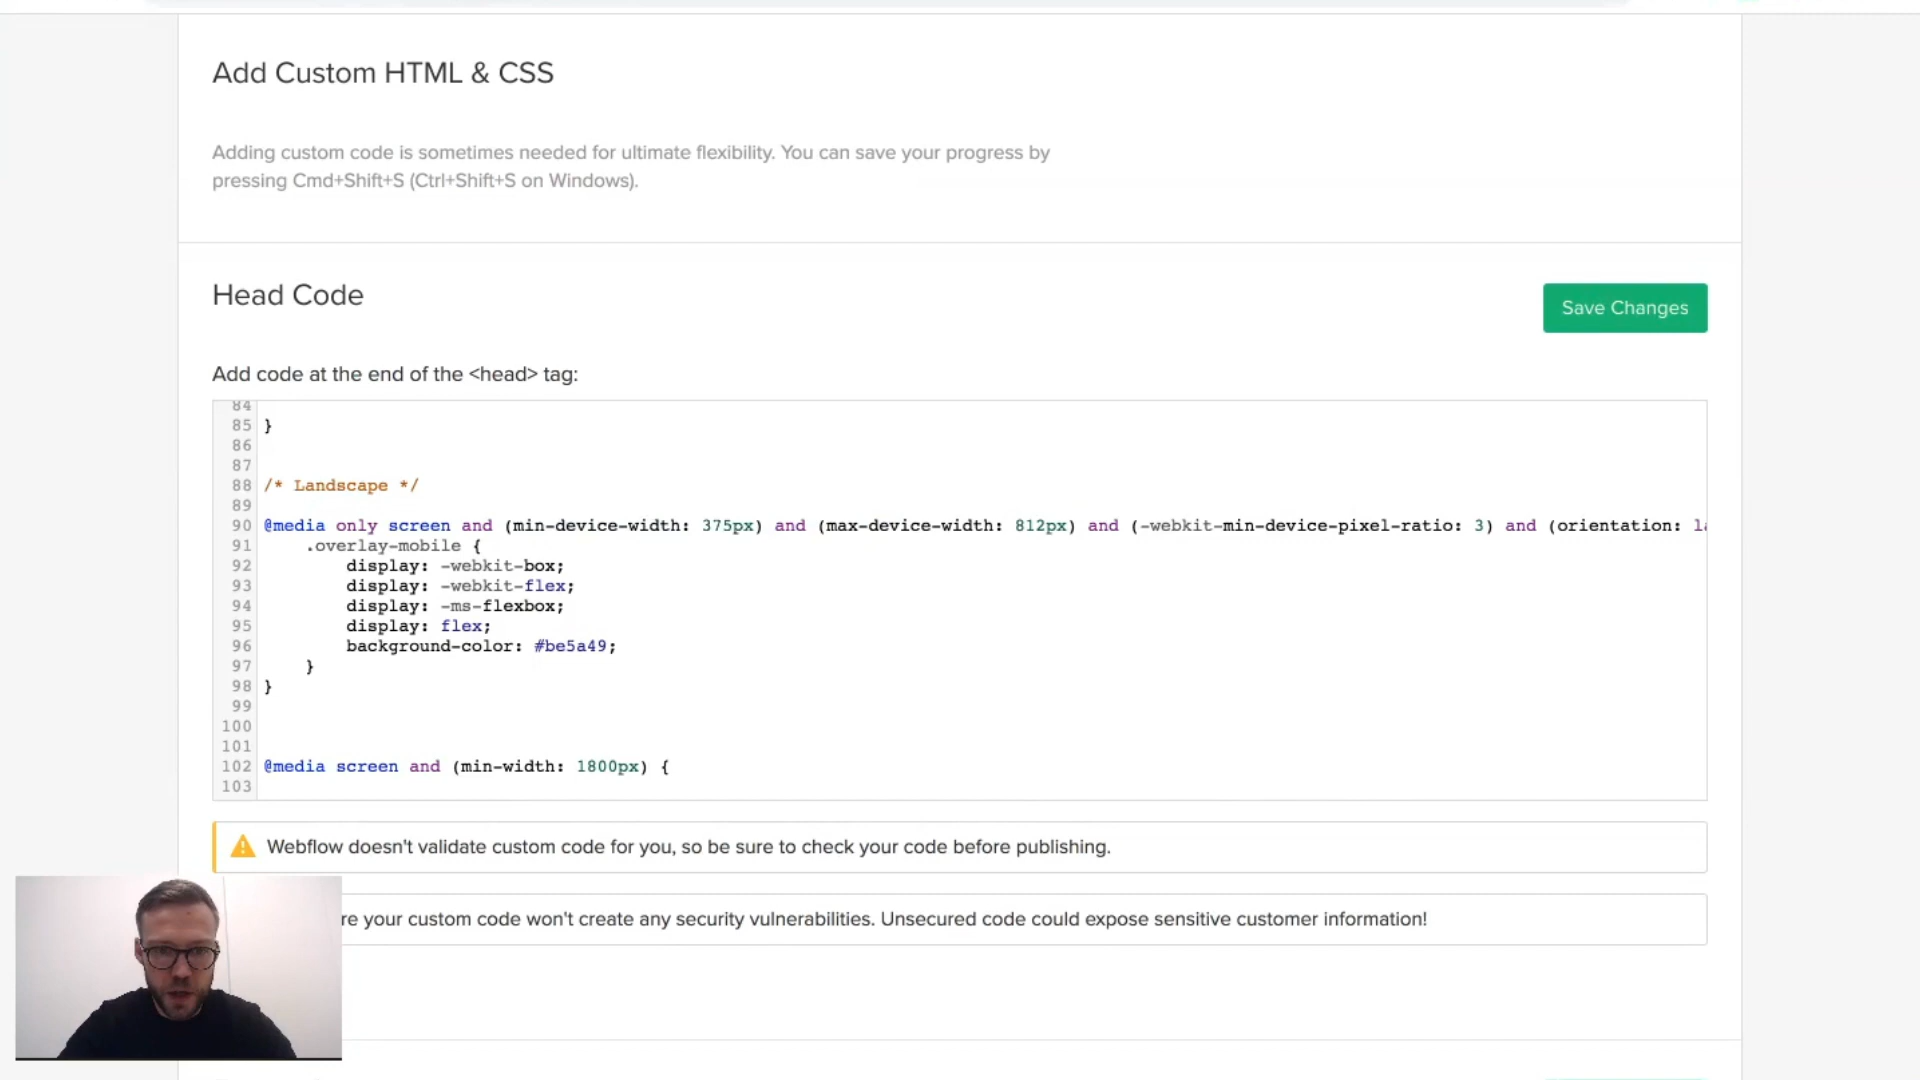 Add Custom HTML & CSS
Adding custom code is sometimes needed for ultimate flexibility. You can save your progress by
pressing Cmd+Shift+S (Ctrl+Shift+S on Windows).
Head Code
Save Changes
Add code at the end of the <head> tag:
84
85 }
86
87
88 /* Landscape */
89
90 @media only screen and (min-device-width: 375px) and (max-device-width: 812px) and (-webkit-min-device-pixel-ratio: 3) and (orientation:
91 .overlay-mobile {
92 display: -webkit-box;
93 display: -webkit-flex;
94 display: -ms-flexbox;
95 display: flex;
96 background-color: #be5a49;
97 }
98 }
99
100
101
102 @media screen and (min-width: 1800px) {
103
Webflow doesn't validate custom code for you, so be sure to check your code before publishing.
re your custom code won't create any security vulnerabilities. Unsecured code could expose sensitive customer information!